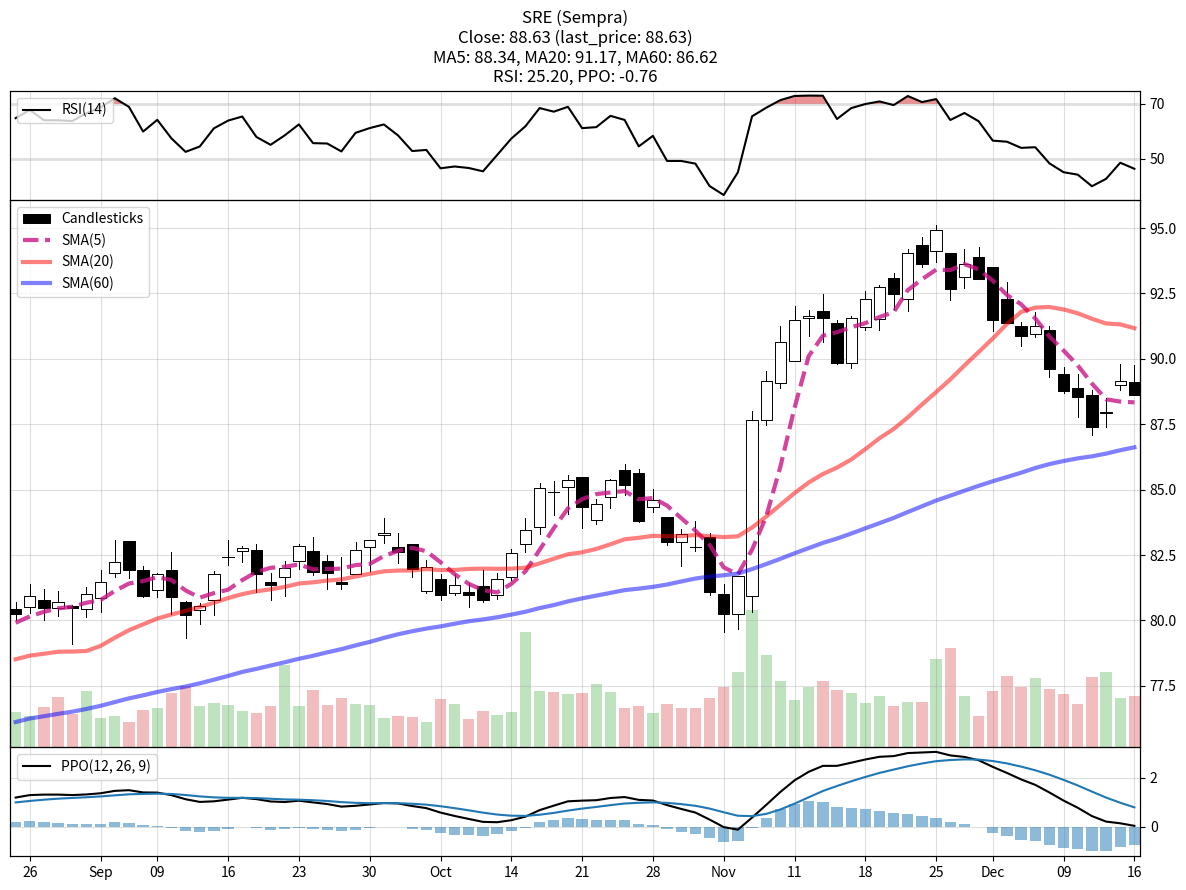 SRE (Sempra)
Close: 88.63 (last_price: 88.63)
MA5: 88.34, MA20: 91.17, MA60: 86.62
RSI: 25.20, PPO: -0.76
RSI(14)
70
50
Candlesticks
SMA(5)
SMA(20)
SMA(60)
95.0
92.5
90.0
87.5
85.0
82.5
80.0
77.5
PPO(12, 26, 9)
2
0
26 Sep 09 16 23 30 Oct 14 21 28 Nov 11 18 25 Dec 09 16